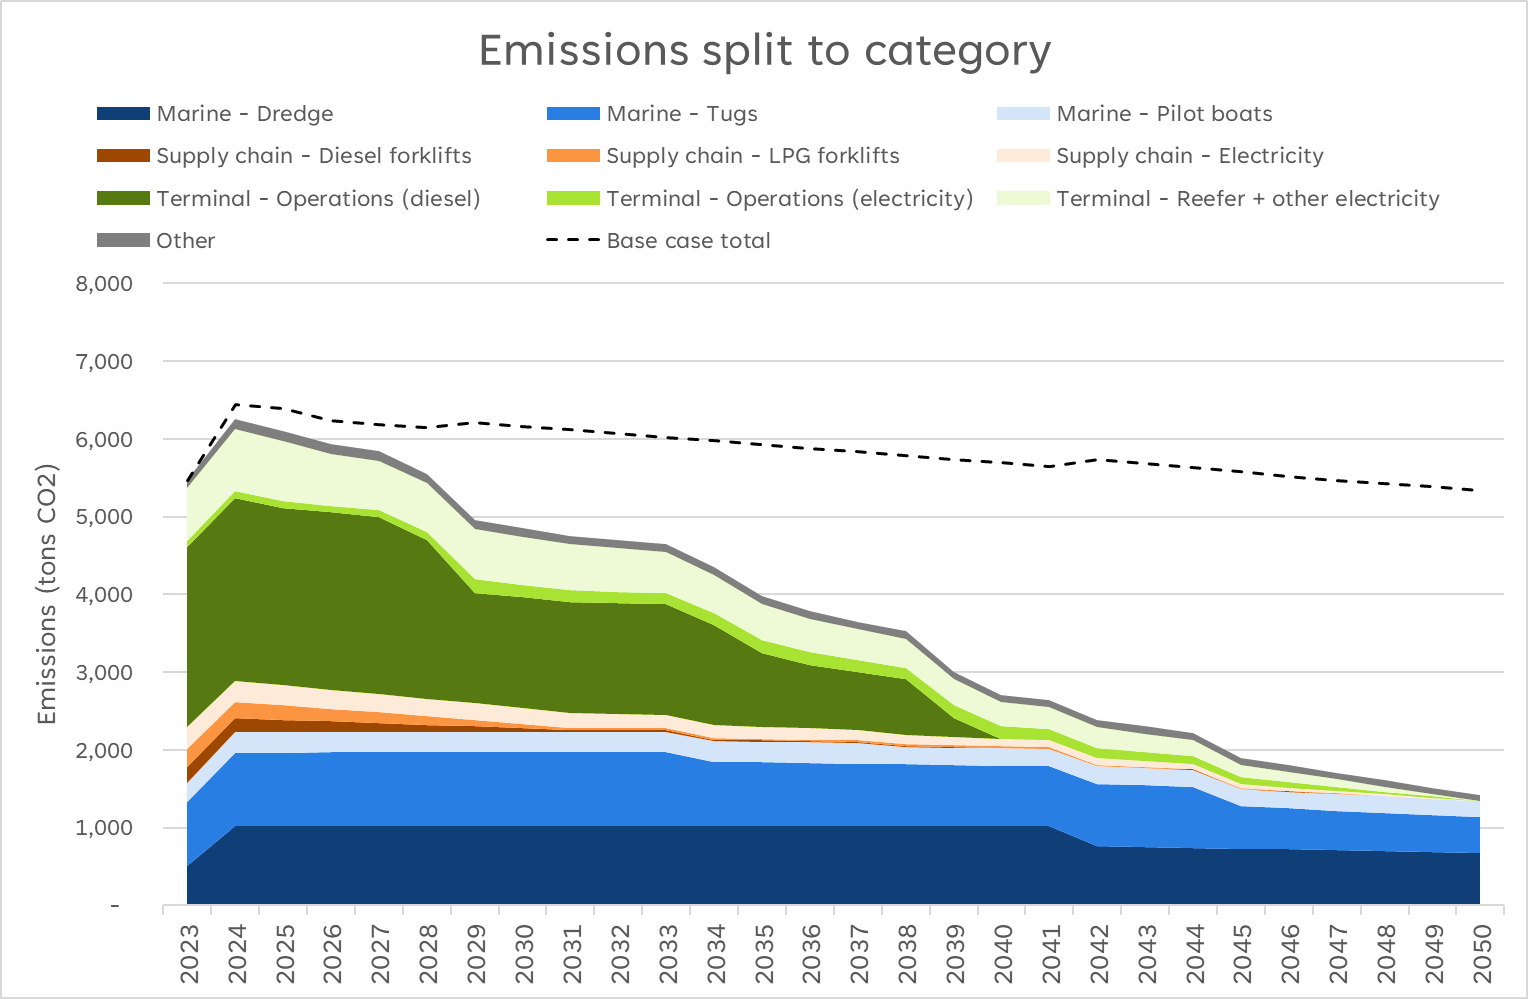 Emissions split to category
Marine - Dredge
Marine - Tugs
Marine - Pilot boats
Supply chain - Diesel forklifts
Supply chain - LPG forklifts
Supply chain - Electricity
Terminal - Operations (diesel)
Terminal - Operations (electricity)
Terminal - Reefer + other electricity
Other
Base case total
Emissions (tons CO2)
8,000
7,000
6,000
5,000
4,000
3,000
2,000
1,000
-
2023
2024
2025
2026
2027
2028
2029
2030
2031
2032
2033
2034
2035
2036
2037
2038
2039
2040
2041
2042
2043
2044
2045
2046
2047
2048
2049
2050